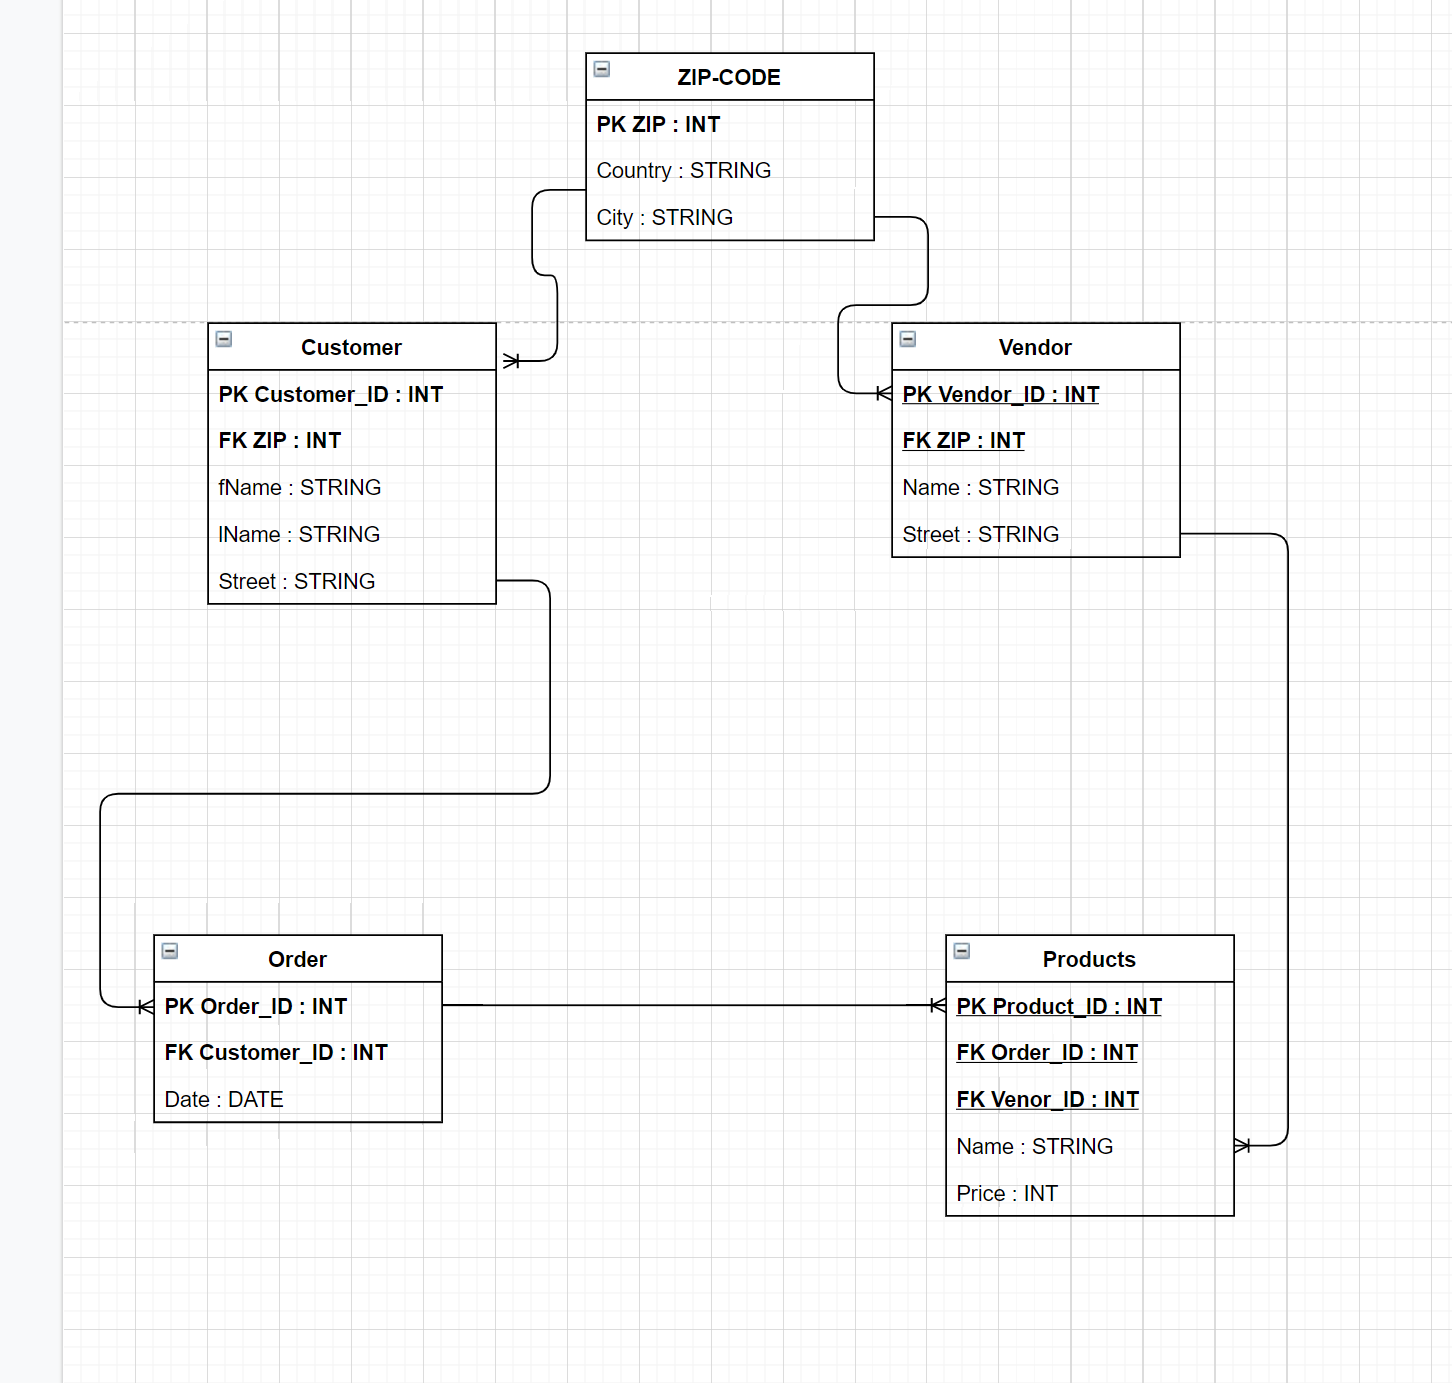 ZIP-CODE
PK ZIP : INT
Country : STRING
City : STRING
Customer
PK Customer_ID : INT
FK ZIP : INT
fName : STRING
lName : STRING
Street : STRING
Vendor
PK Vendor_ID : INT
FK ZIP : INT
Name : STRING
Street : STRING
Order
PK Order_ID : INT
FK Customer_ID : INT
Date : DATE
Products
PK Product_ID : INT
FK Order_ID : INT
FK Venor_ID : INT
Name : STRING
Price : INT